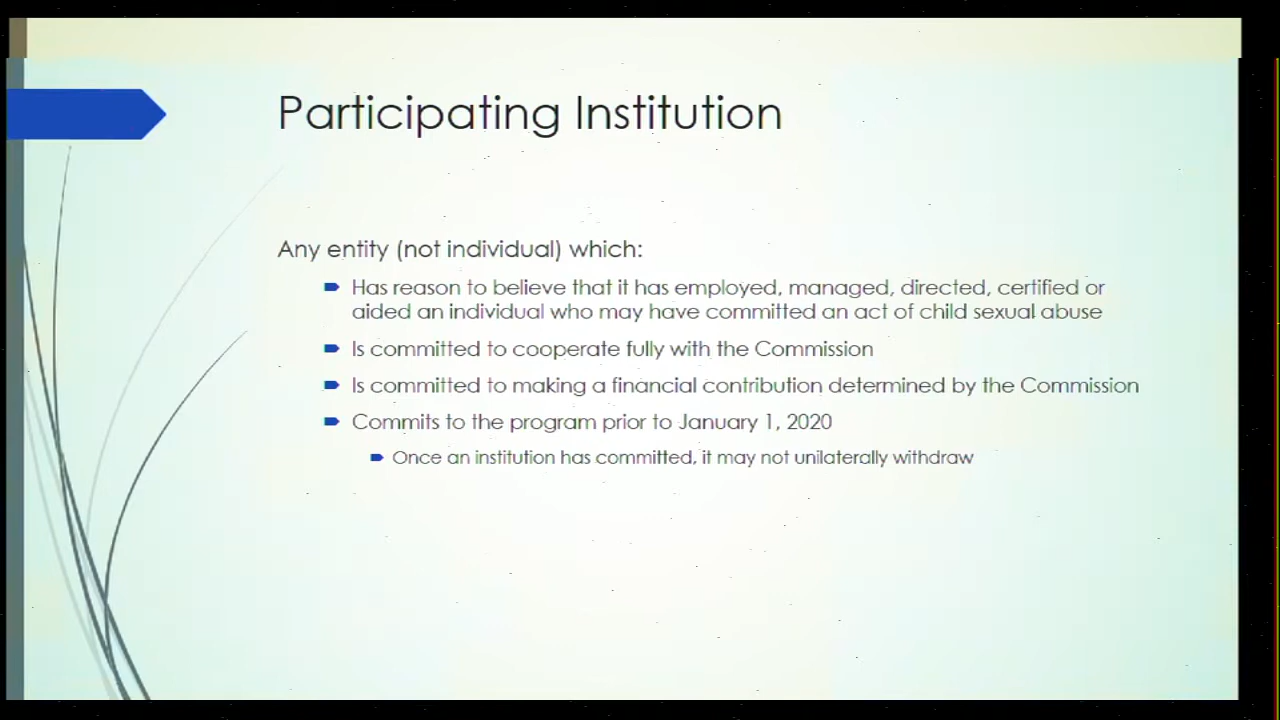 Participating Institution
Any entity (not individual) which:
Has reason to believe that it has employed, managed, directed, certified or
aided an individual who may have committed an act of child sexual abuse
Is committed to cooperate fully with the Commission
Is committed to making a financial contribution determined by the Commission
Commits to the program prior to January 1, 2020
Once an institution has committed, it may not unilaterally withdraw